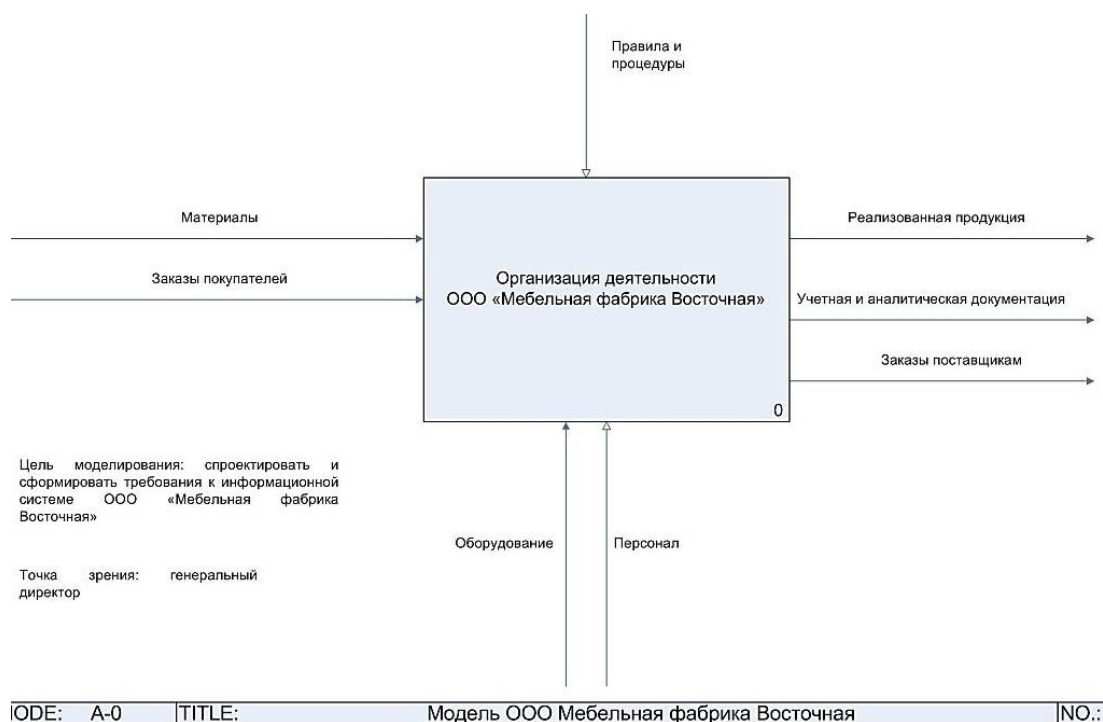 Правила и
процедуры
Материалы
Реализованная продукция
Заказы покупателей
Организация деятельности
ООО «Мебельная фабрика Восточная»
Учетная и аналитическая документация
Заказы поставщикам
0
Цель моделирования: спроектировать и
сформировать требования к информационной
системе ООО «Мебельная фабрика
Восточная»
Оборудование
Персонал
Точка зрения: генеральный
директор
ODE: A-0 TITLE: Модель ООО Мебельная фабрика Восточная NO.: